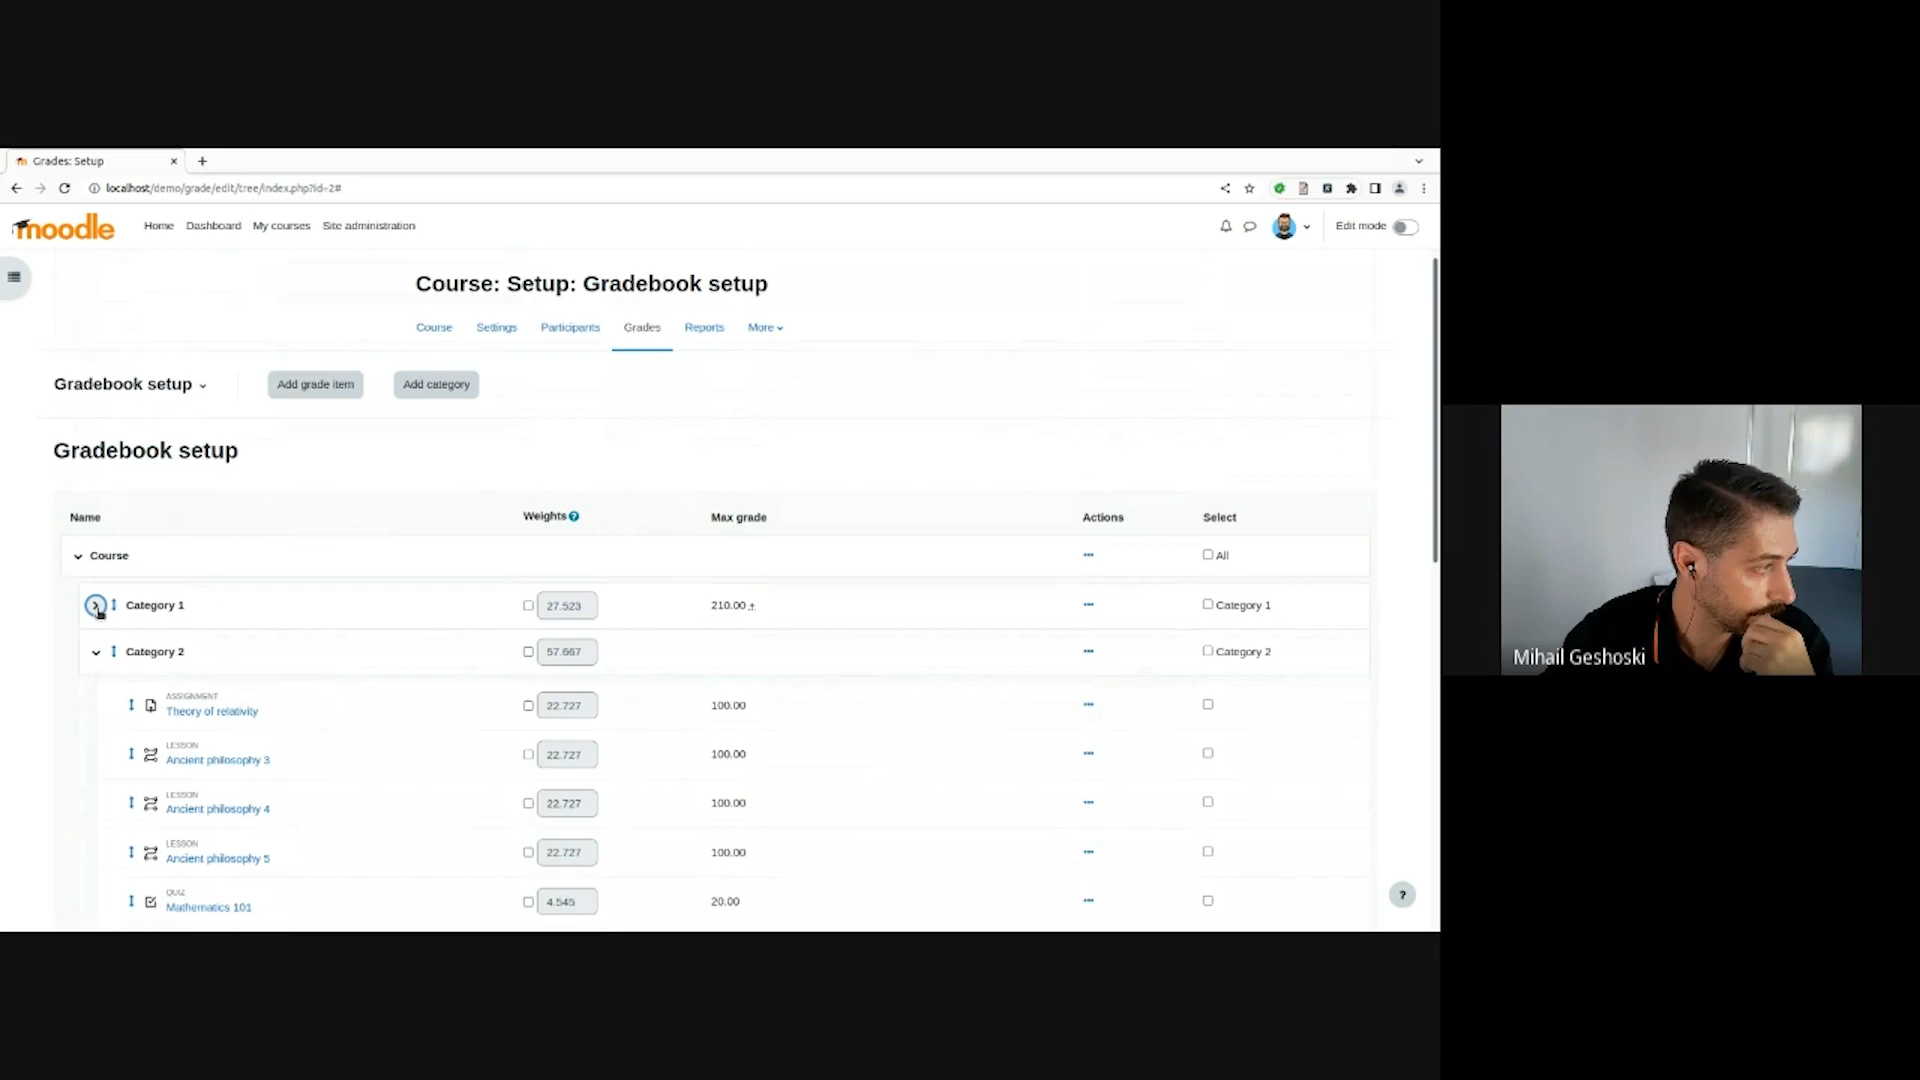 Grades: Setup
localhost/demo/grade/edit/tree/index.php?id=2#
moodle Home Dashboard My courses Site administration Edit mode
Course: Setup: Gradebook setup
Course Settings Participants Grades Reports More
Gradebook setup Add grade item Add category
Gradebook setup
Name Weights Max grade Actions Select
Course All
Category 1 27.523 210.00 Category 1
Category 2 57.667 Category 2
ASSIGNMENT
Theory of relativity 22.727 100.00
LESSON
Ancient philosophy 3 22.727 100.00
LESSON
Ancient philosophy 4 22.727 100.00
LESSON
Ancient philosophy 5 22.727 100.00
QUIZ
Mathematics 101 4.545 20.00
?
Mihail Geshoski